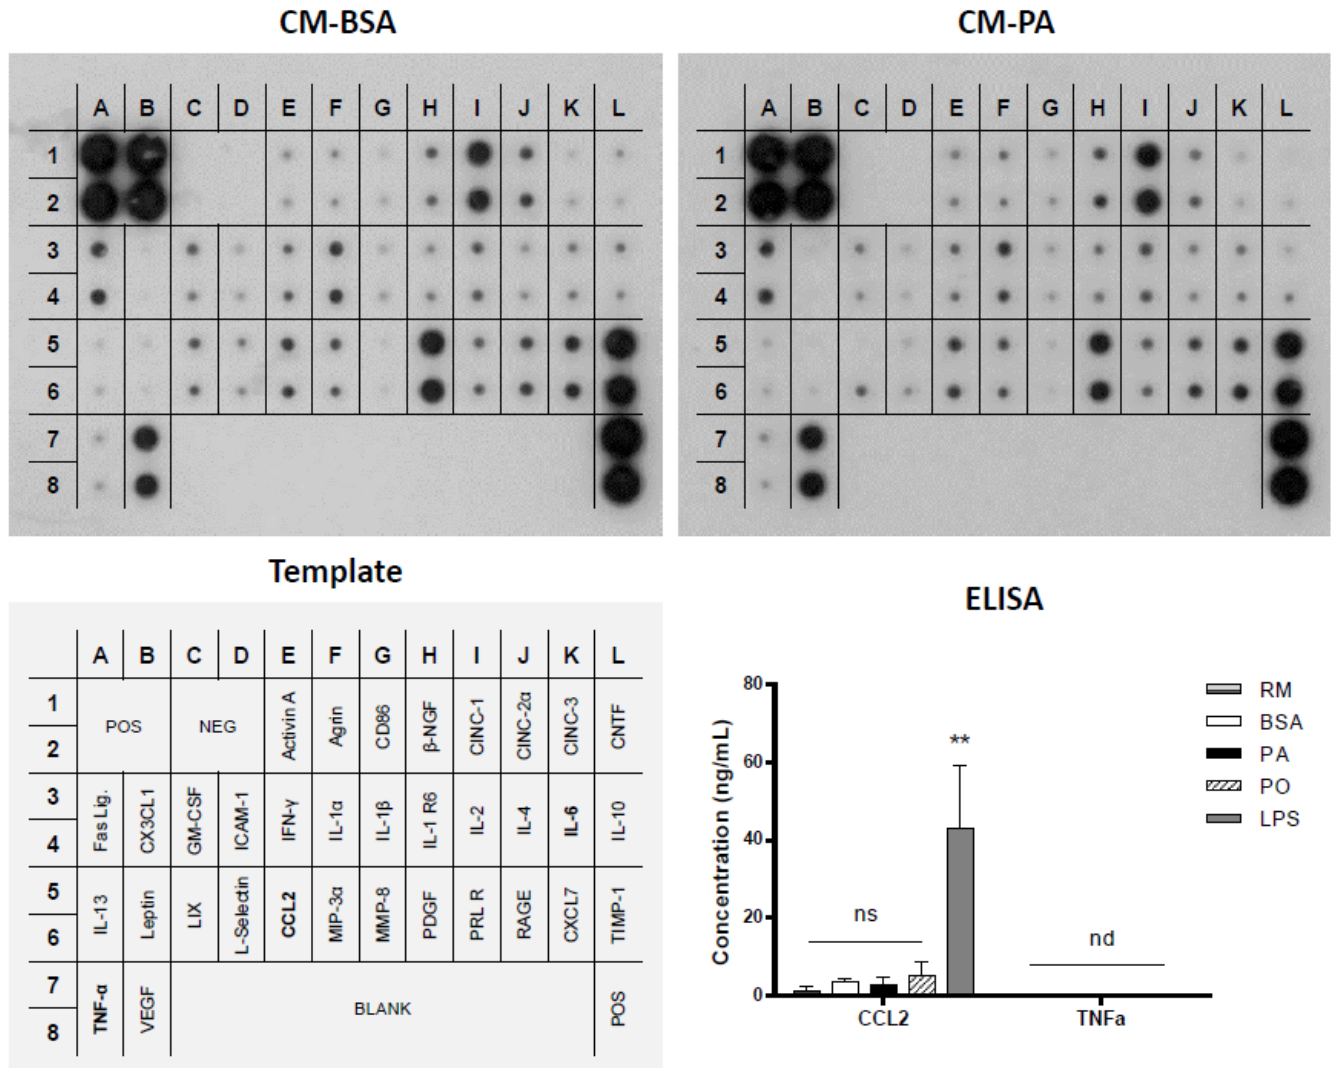 CM-BSA
A B C D E F G H I J K L
1
2
3
4
5
6
7
8
CM-PA
A B C D E F G H I J K L
1
2
3
4
5
6
7
8
Template
A B C D E F G H I J K L
1
2
POS
NEG
Activin A
Agrin
CD86
β-NGF
CINC-1
CINC-2α
CINC-3
CNTF
3
4
Fas Lig.
CX3CL1
GM-CSF
ICAM-1
IFN-γ
IL-1α
IL-1β
IL-1 R6
IL-2
IL-4
IL-6
IL-10
5
6
IL-13
Leptin
LIX
L-Selectin
CCL2
MIP-3α
MMP-8
PDGF
PRL R
RAGE
CXCL7
TIMP-1
7
8
TNF-α
VEGF
BLANK
POS
ELISA
Concentration (ng/mL)
80
60
40
20
0
ns
**
nd
CCL2
TNFa
RM
BSA
PA
PO
LPS